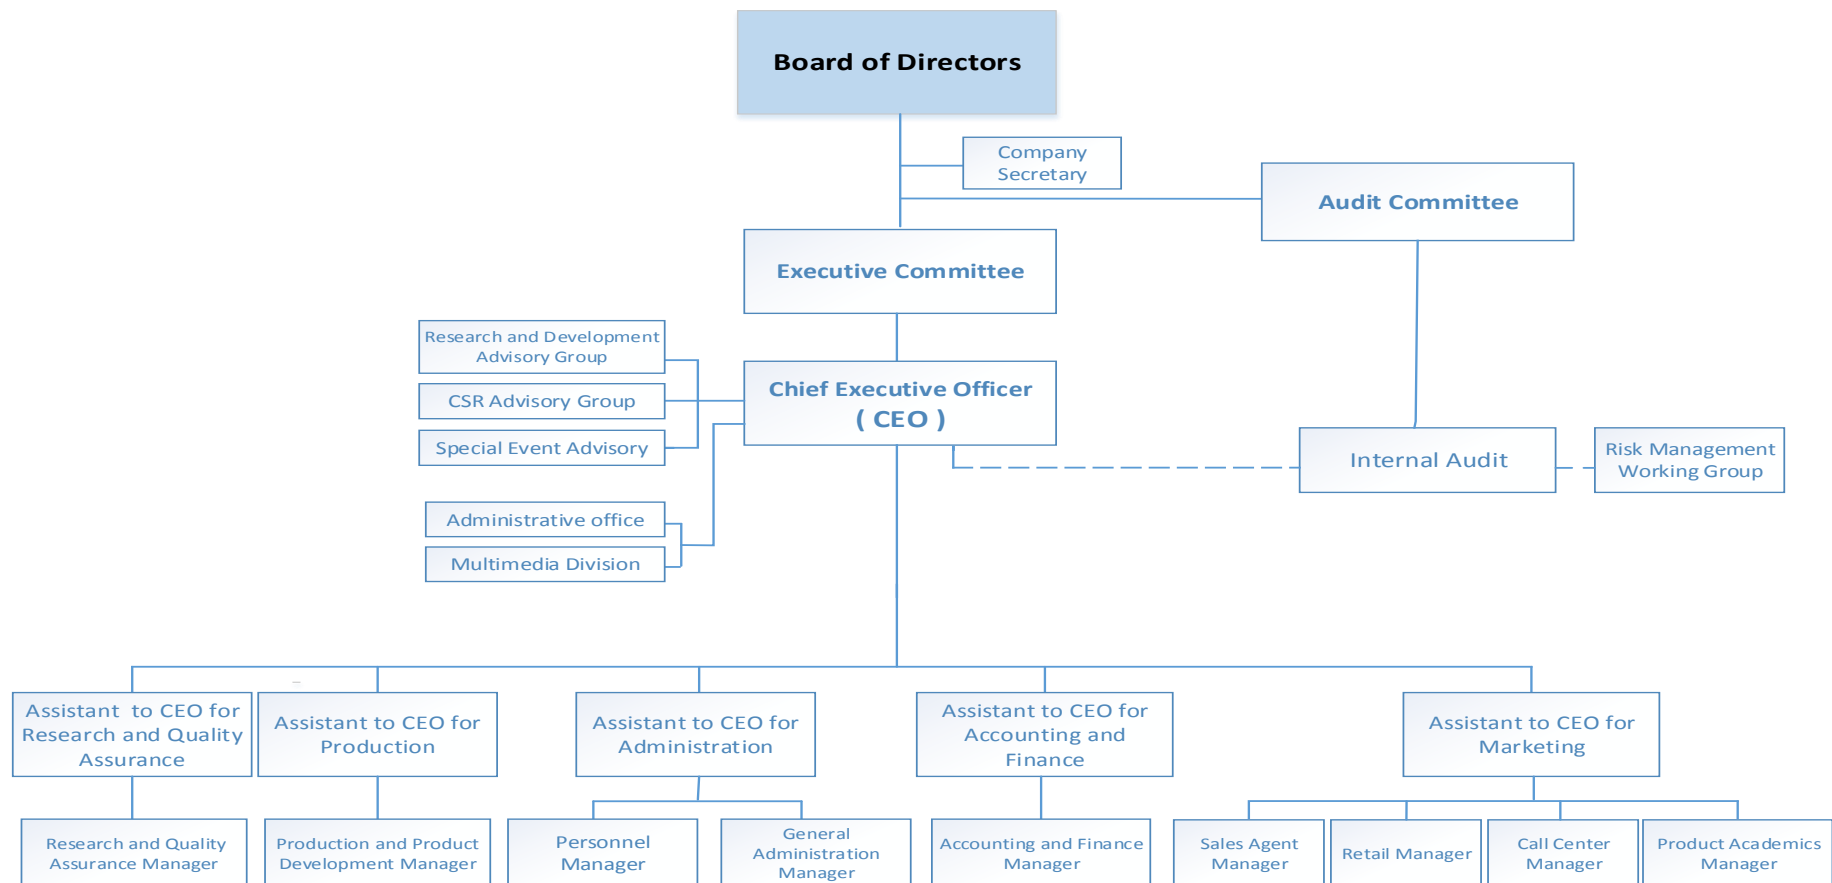 Board of Directors
Company
Secretary
Audit Committee
Executive Committee
Research and Development
Advisory Group
CSR Advisory Group
Special Event Advisory
Chief Executive Officer
( CEO )
Internal Audit
Risk Management
Working Group
Administrative office
Multimedia Division
Assistant to CEO for
Research and Quality
Assurance
Assistant to CEO for
Production
Assistant to CEO for
Administration
Assistant to CEO for
Accounting and
Finance
Assistant to CEO for
Marketing
Research and Quality
Assurance Manager
Production and Product
Development Manager
Personnel
Manager
General
Administration
Manager
Accounting and Finance
Manager
Sales Agent
Manager
Retail Manager
Call Center
Manager
Product Academics
Manager